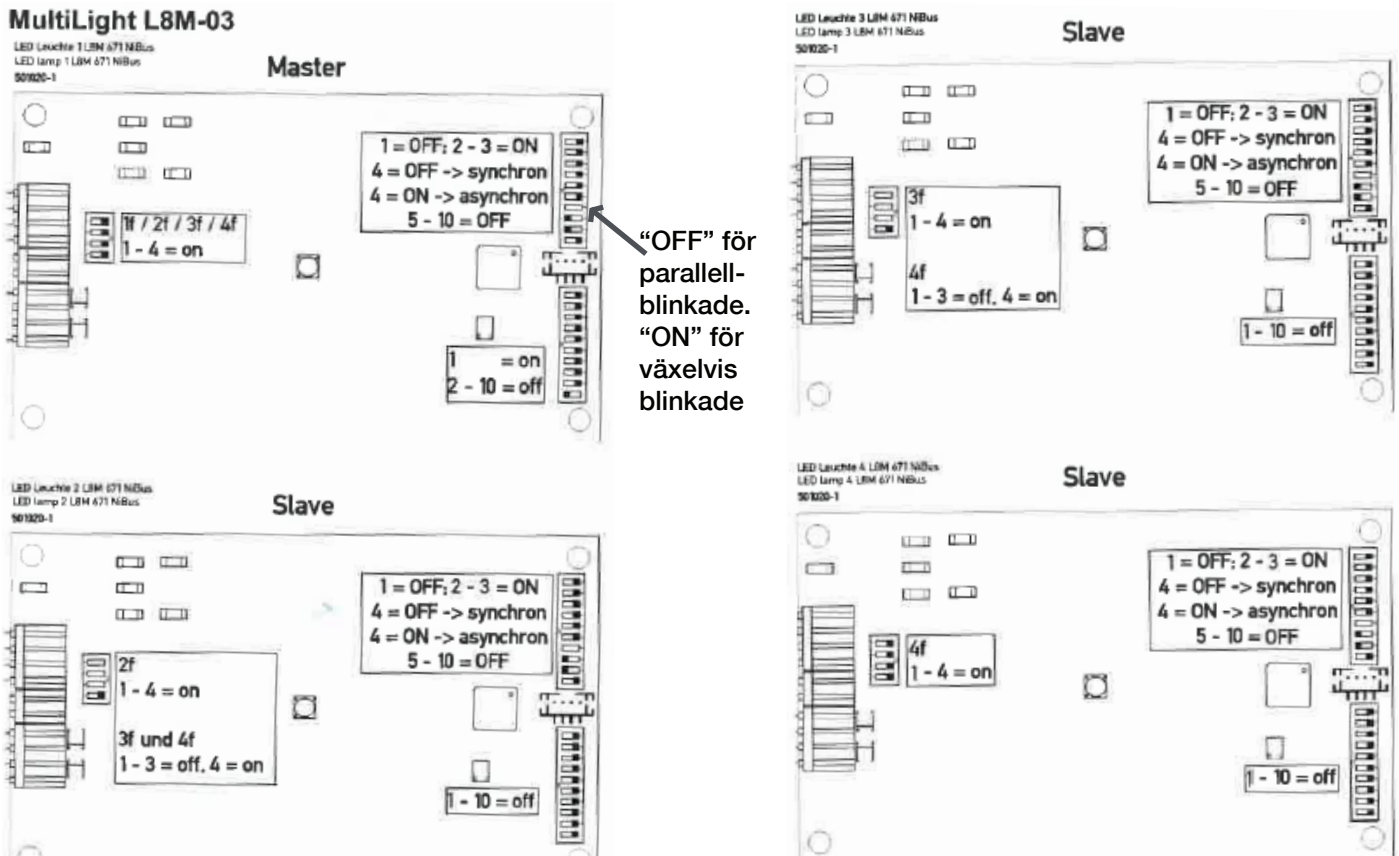 MultiLight L8M-03
LED Leuchte 1 L8M 671 NiBus
LED lamp 1 L8M 671 NiBus
501020-1
Master
1 = OFF; 2 - 3 = ON
4 = OFF -> synchron
4 = ON -> asynchron
5 - 10 = OFF
1f / 2f / 3f / 4f
1 - 4 = on
1 = on
2 - 10 = off
“OFF” för
parallell-
blinkade.
“ON” för
växelvis
blinkade
LED Leuchte 3 L8M 671 NiBus
LED lamp 3 L8M 671 NiBus
501020-1
Slave
1 = OFF; 2 - 3 = ON
4 = OFF -> synchron
4 = ON -> asynchron
5 - 10 = OFF
3f
1 - 4 = on
4f
1 - 3 = off, 4 = on
1 - 10 = off
LED Leuchte 2 L8M 671 NiBus
LED lamp 2 L8M 671 NiBus
501020-1
Slave
1 = OFF; 2 - 3 = ON
4 = OFF -> synchron
4 = ON -> asynchron
5 - 10 = OFF
2f
1 - 4 = on
3f und 4f
1 - 3 = off, 4 = on
1 - 10 = off
LED Leuchte 4 L8M 671 NiBus
LED lamp 4 L8M 671 NiBus
501020-1
Slave
1 = OFF; 2 - 3 = ON
4 = OFF -> synchron
4 = ON -> asynchron
5 - 10 = OFF
4f
1 - 4 = on
1 - 10 = off